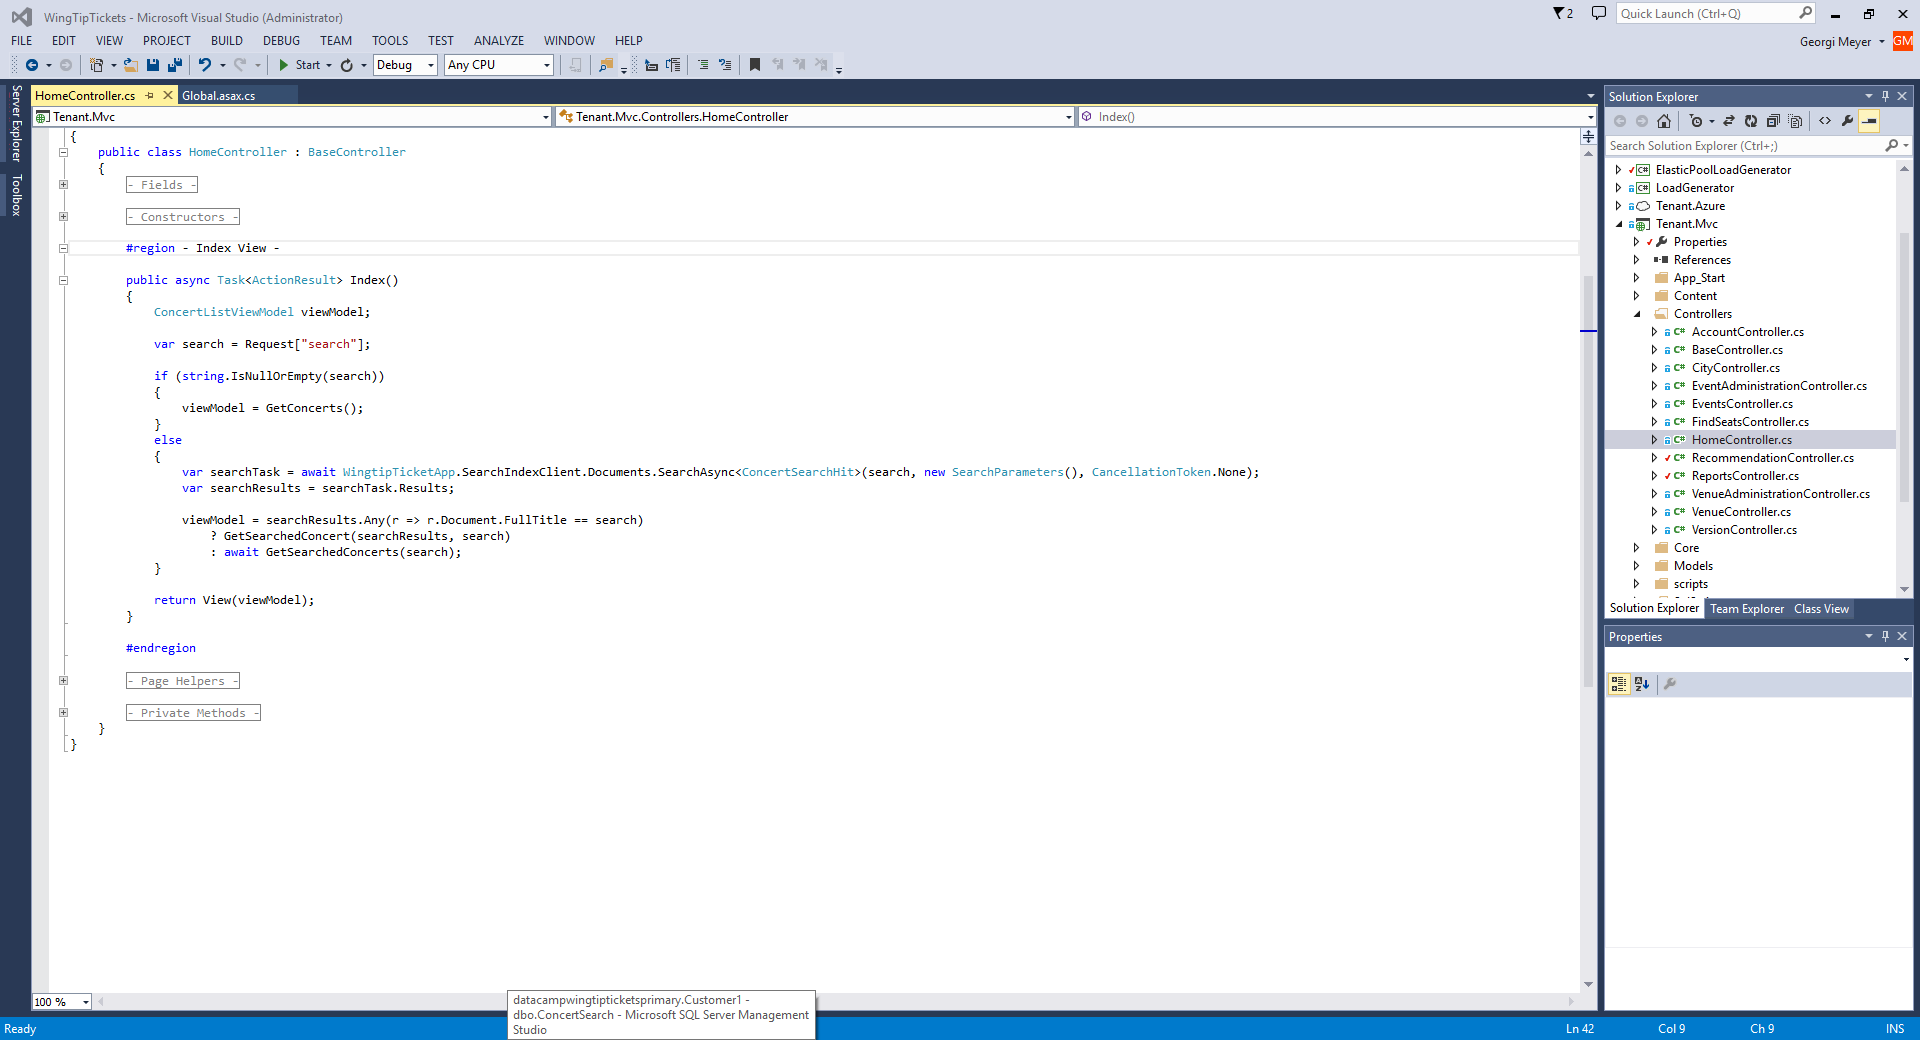 WingTipTickets - Microsoft Visual Studio (Administrator)
2
Quick Launch (Ctrl+Q)
FILE EDIT VIEW PROJECT BUILD DEBUG TEAM TOOLS TEST ANALYZE WINDOW HELP
Georgi Meyer GM
Start Debug Any CPU
Server Explorer
Toolbox
HomeController.cs Global.asax.cs
Tenant.Mvc Tenant.Mvc.Controllers.HomeController Index()
{
public class HomeController : BaseController
{
- Fields -
- Constructors -
#region - Index View -
public async Task<ActionResult> Index()
{
ConcertListViewModel viewModel;
var search = Request["search"];
if (string.IsNullOrEmpty(search))
{
viewModel = GetConcerts();
}
else
{
var searchTask = await WingtipTicketApp.SearchIndexClient.Documents.SearchAsync<ConcertSearchHit>(search, new SearchParameters(), CancellationToken.None);
var searchResults = searchTask.Results;
viewModel = searchResults.Any(r => r.Document.FullTitle == search)
? GetSearchedConcert(searchResults, search)
: await GetSearchedConcerts(search);
}
return View(viewModel);
}
#endregion
- Page Helpers -
- Private Methods -
}
}
100 %
datacampwingtipticketsprimary.Customer1 -
dbo.ConcertSearch - Microsoft SQL Server Management
Studio
Solution Explorer
Search Solution Explorer (Ctrl+;)
C# ElasticPoolLoadGenerator
C# LoadGenerator
Tenant.Azure
Tenant.Mvc
Properties
References
App_Start
Content
Controllers
C# AccountController.cs
C# BaseController.cs
C# CityController.cs
C# EventAdministrationController.cs
C# EventsController.cs
C# FindSeatsController.cs
C# HomeController.cs
C# RecommendationController.cs
C# ReportsController.cs
C# VenueAdministrationController.cs
C# VenueController.cs
C# VersionController.cs
Core
Models
scripts
Solution Explorer Team Explorer Class View
Properties
Ready Ln 42 Col 9 Ch 9 INS